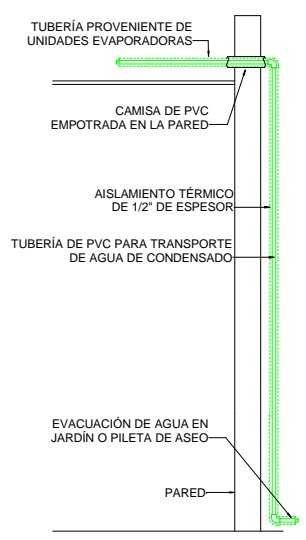 TUBERÍA PROVENIENTE DE
UNIDADES EVAPORADORAS
CAMISA DE PVC
EMPOTRADA EN LA PARED
AISLAMIENTO TÉRMICO
DE 1/2" DE ESPESOR
TUBERÍA DE PVC PARA TRANSPORTE
DE AGUA DE CONDENSADO
EVACUACIÓN DE AGUA EN
JARDÍN O PILETA DE ASEO
PARED